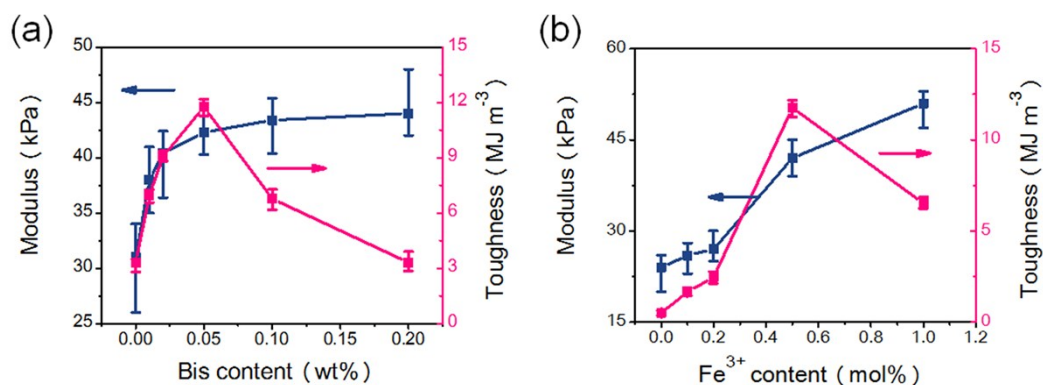 (a)
Modulus (kPa)
50
45
40
35
30
25
0.00 0.05 0.10 0.15 0.20
Bis content (wt%)
15
12
9
6
3
0
Toughness (MJ m⁻³)
(b)
Modulus (kPa)
60
45
30
15
0.0 0.2 0.4 0.6 0.8 1.0 1.2
Fe³⁺ content (mol%)
15
10
5
0
Toughness (MJ m⁻³)